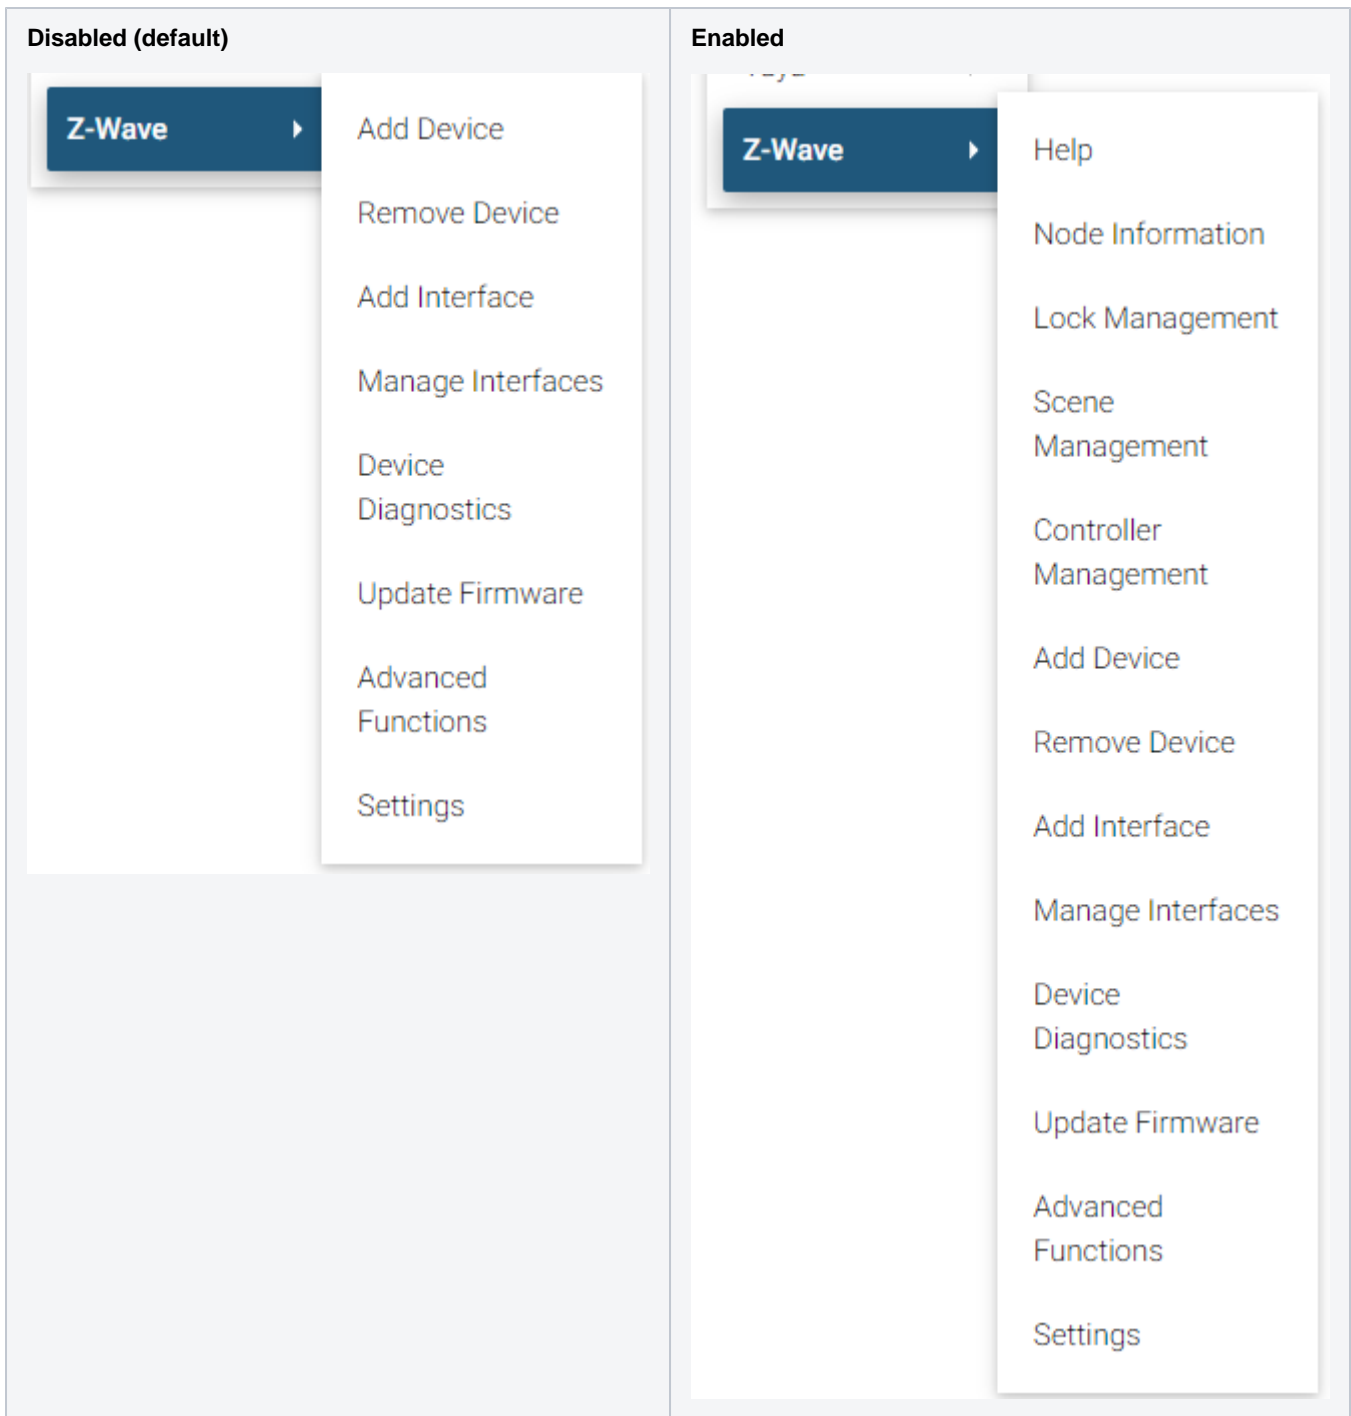 Disabled (default)
Z-Wave
Add Device
Remove Device
Add Interface
Manage Interfaces
Device
Diagnostics
Update Firmware
Advanced
Functions
Settings
Enabled
Z-Wave
Help
Node Information
Lock Management
Scene
Management
Controller
Management
Add Device
Remove Device
Add Interface
Manage Interfaces
Device
Diagnostics
Update Firmware
Advanced
Functions
Settings